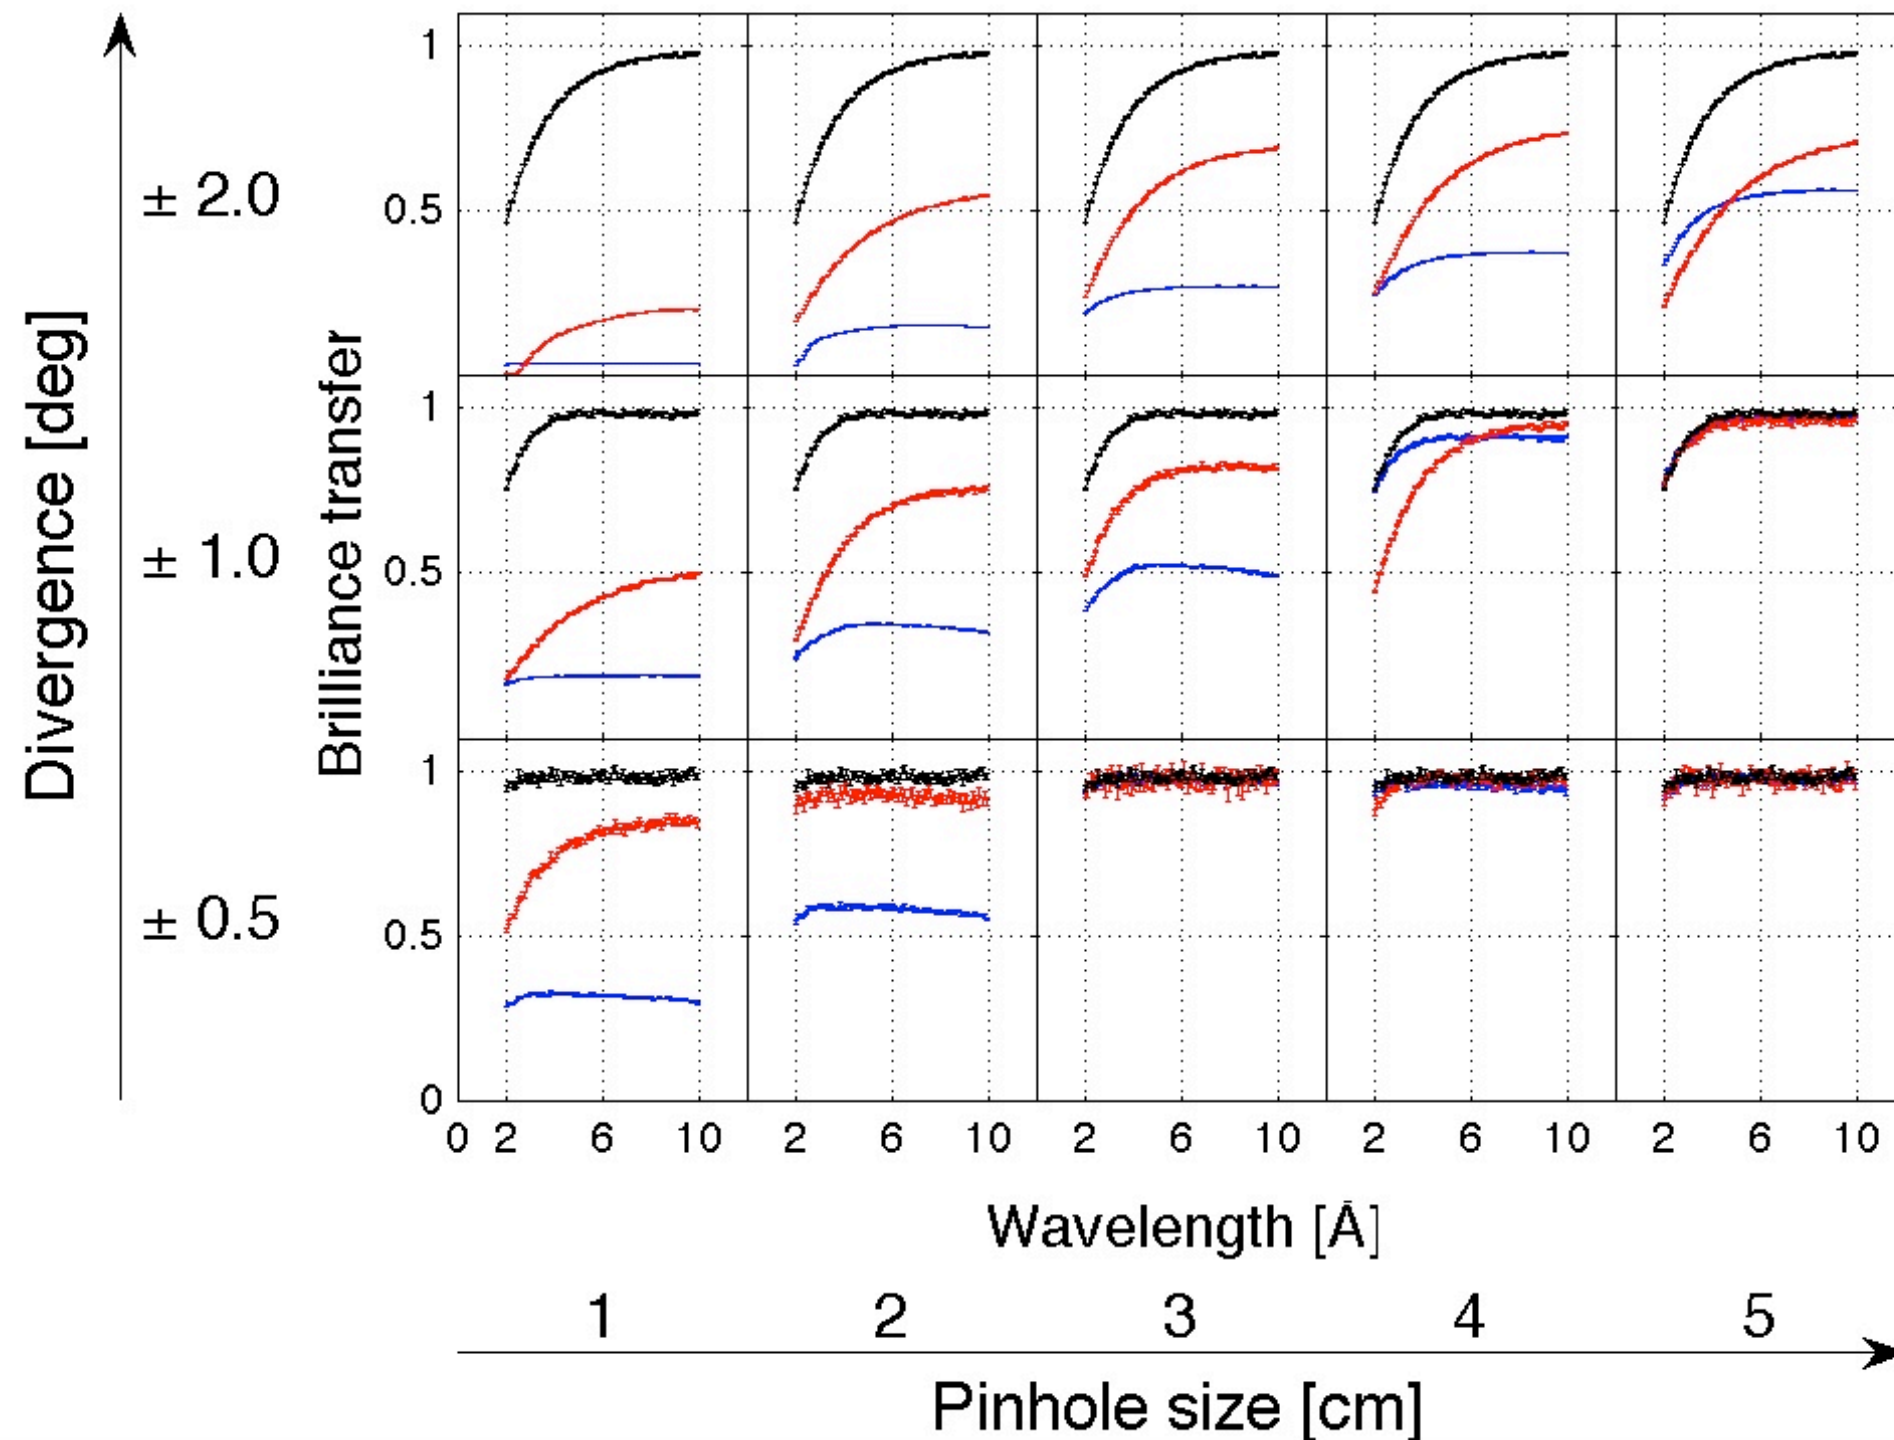 Divergence [deg]
± 2.0
± 1.0
± 0.5
Brilliance transfer
1
0.5
1
0.5
1
0.5
0
0 2 6 10 2 6 10 2 6 10 2 6 10 2 6 10
Wavelength [Å]
1 2 3 4 5
Pinhole size [cm]